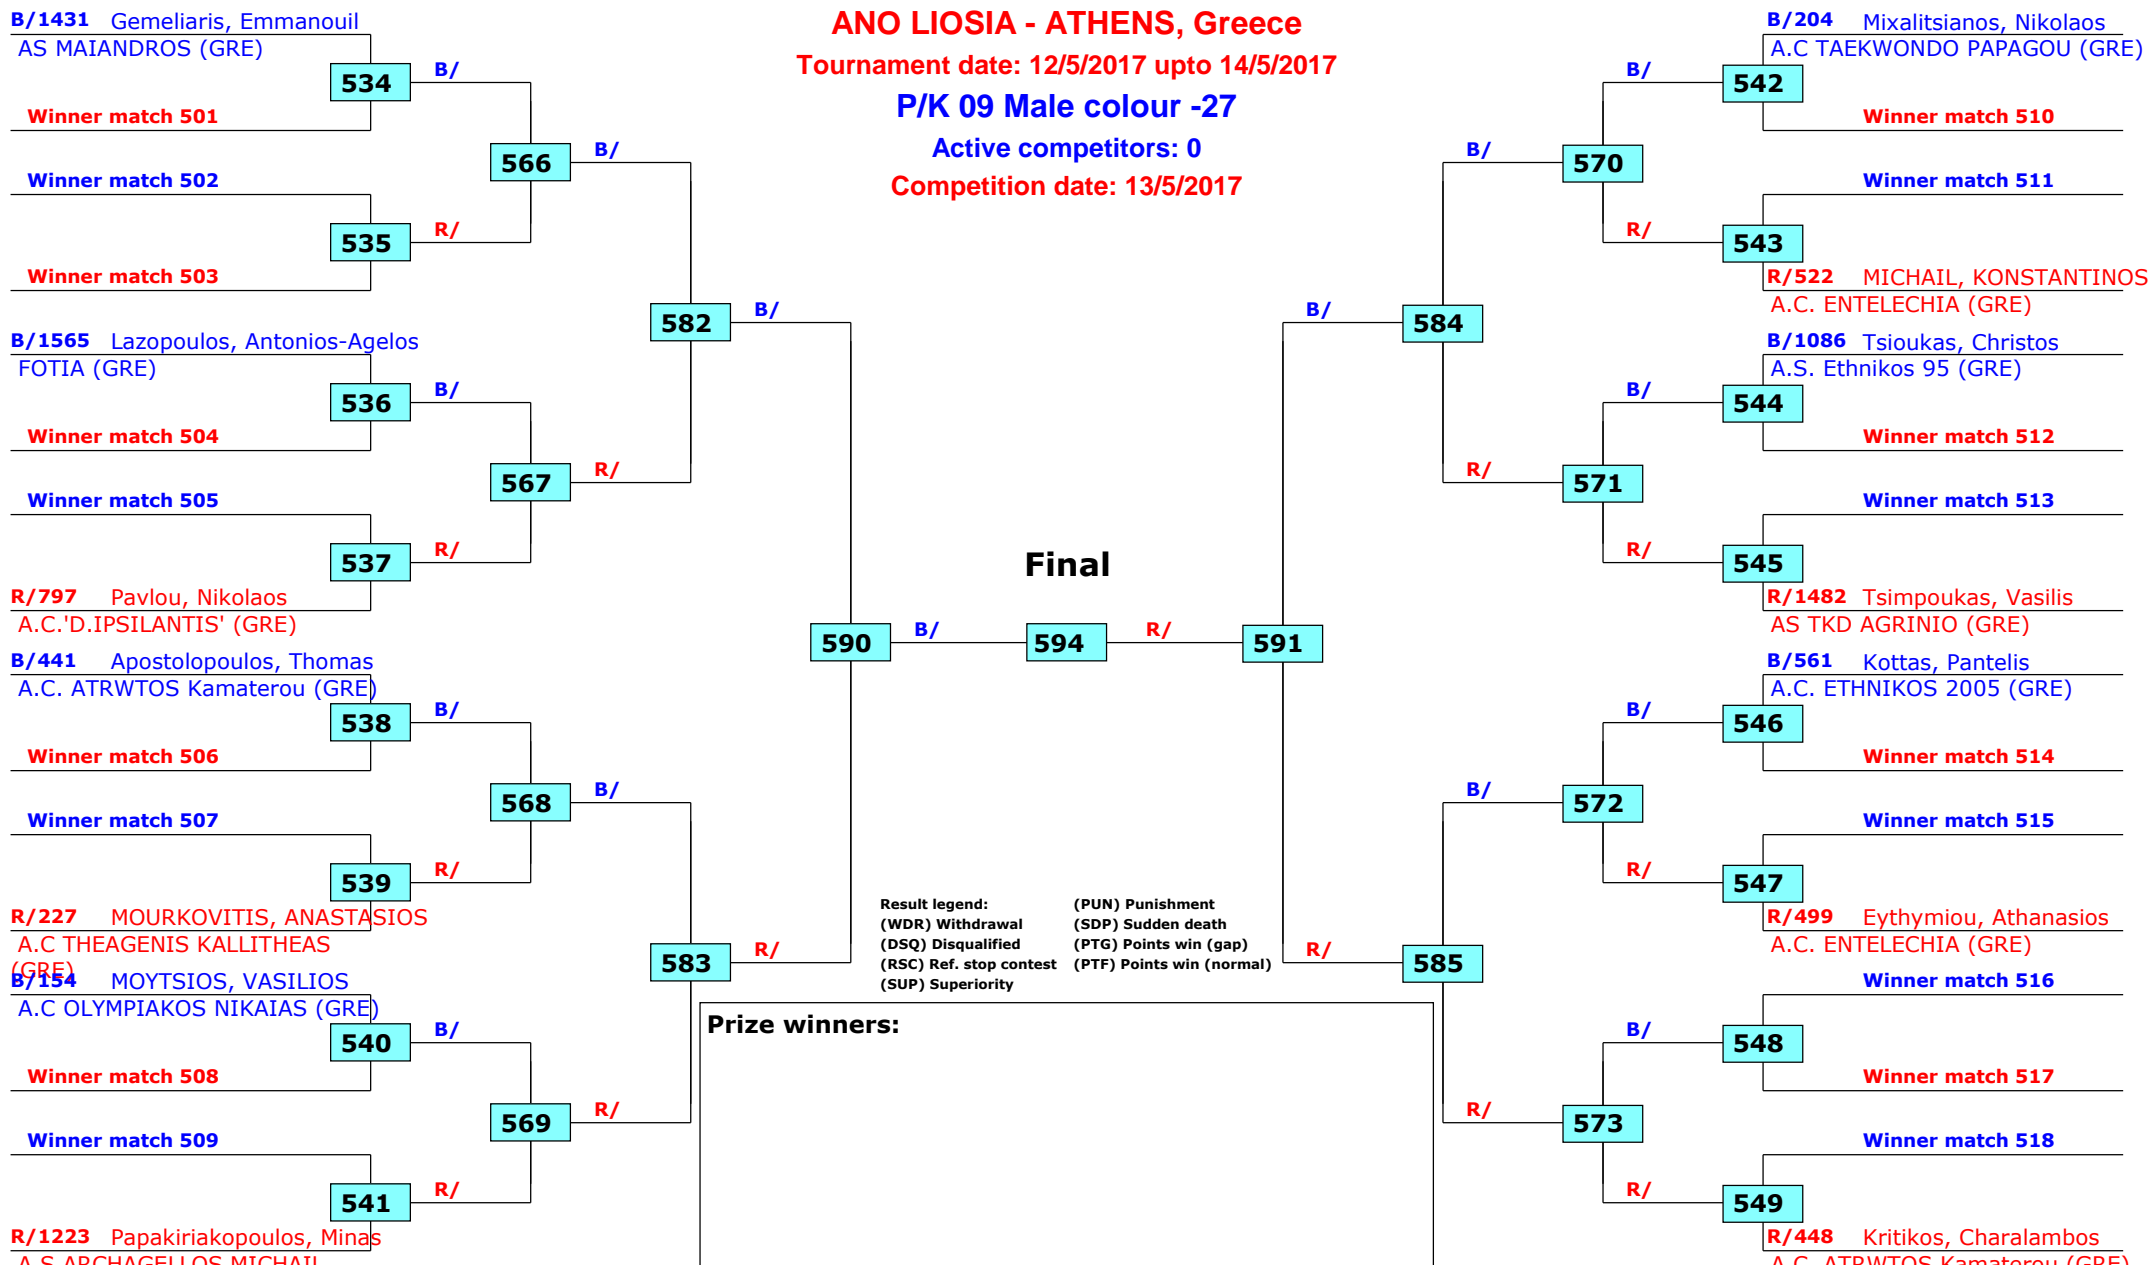 ANO LIOSIA - ATHENS, Greece
Tournament date: 12/5/2017 upto 14/5/2017
P/K 09 Male colour -27
Active competitors: 0
Competition date: 13/5/2017
B/1431 Gemeliaris, Emmanouil
AS MAIANDROS (GRE)
534
B/
Winner match 501
566
B/
Winner match 502
535
R/
Winner match 503
582
B/
B/1565 Lazopoulos, Antonios-Agelos
FOTIA (GRE)
536
B/
Winner match 504
567
R/
Winner match 505
537
R/
R/797 Pavlou, Nikolaos
A.C.'D.IPSILANTIS' (GRE)
590
B/
B/441 Apostolopoulos, Thomas
A.C. ATRWTOS Kamaterou (GRE)
538
B/
Winner match 506
568
B/
Winner match 507
539
R/
R/227 MOURKOVITIS, ANASTASIOS
A.C THEAGENIS KALLITHEAS
(GRE)
583
R/
B/154 MOYTSIOS, VASILIOS
A.C OLYMPIAKOS NIKAIAS (GRE)
540
B/
Winner match 508
569
R/
Winner match 509
541
R/
R/1223 Papakiriakopoulos, Minas
A.S ARCHAGELLOS MICHAIL
Final
594
R/
591
Result legend:
(WDR) Withdrawal
(DSQ) Disqualified
(RSC) Ref. stop contest
(SUP) Superiority
(PUN) Punishment
(SDP) Sudden death
(PTG) Points win (gap)
(PTF) Points win (normal)
Prize winners:
B/204 Mixalitsianos, Nikolaos
A.C TAEKWONDO PAPAGOU (GRE)
B/
542
Winner match 510
B/
570
Winner match 511
R/
543
R/522 MICHAIL, KONSTANTINOS
A.C. ENTELECHIA (GRE)
B/
584
B/1086 Tsioukas, Christos
A.S. Ethnikos 95 (GRE)
B/
544
Winner match 512
R/
571
Winner match 513
R/
545
R/1482 Tsimpoukas, Vasilis
AS TKD AGRINIO (GRE)
B/561 Kottas, Pantelis
A.C. ETHNIKOS 2005 (GRE)
B/
546
Winner match 514
B/
572
Winner match 515
R/
547
R/499 Eythymiou, Athanasios
A.C. ENTELECHIA (GRE)
R/
585
Winner match 516
B/
548
Winner match 517
R/
573
Winner match 518
R/
549
R/448 Kritikos, Charalambos
A.C. ATRWTOS Kamaterou (GRE)